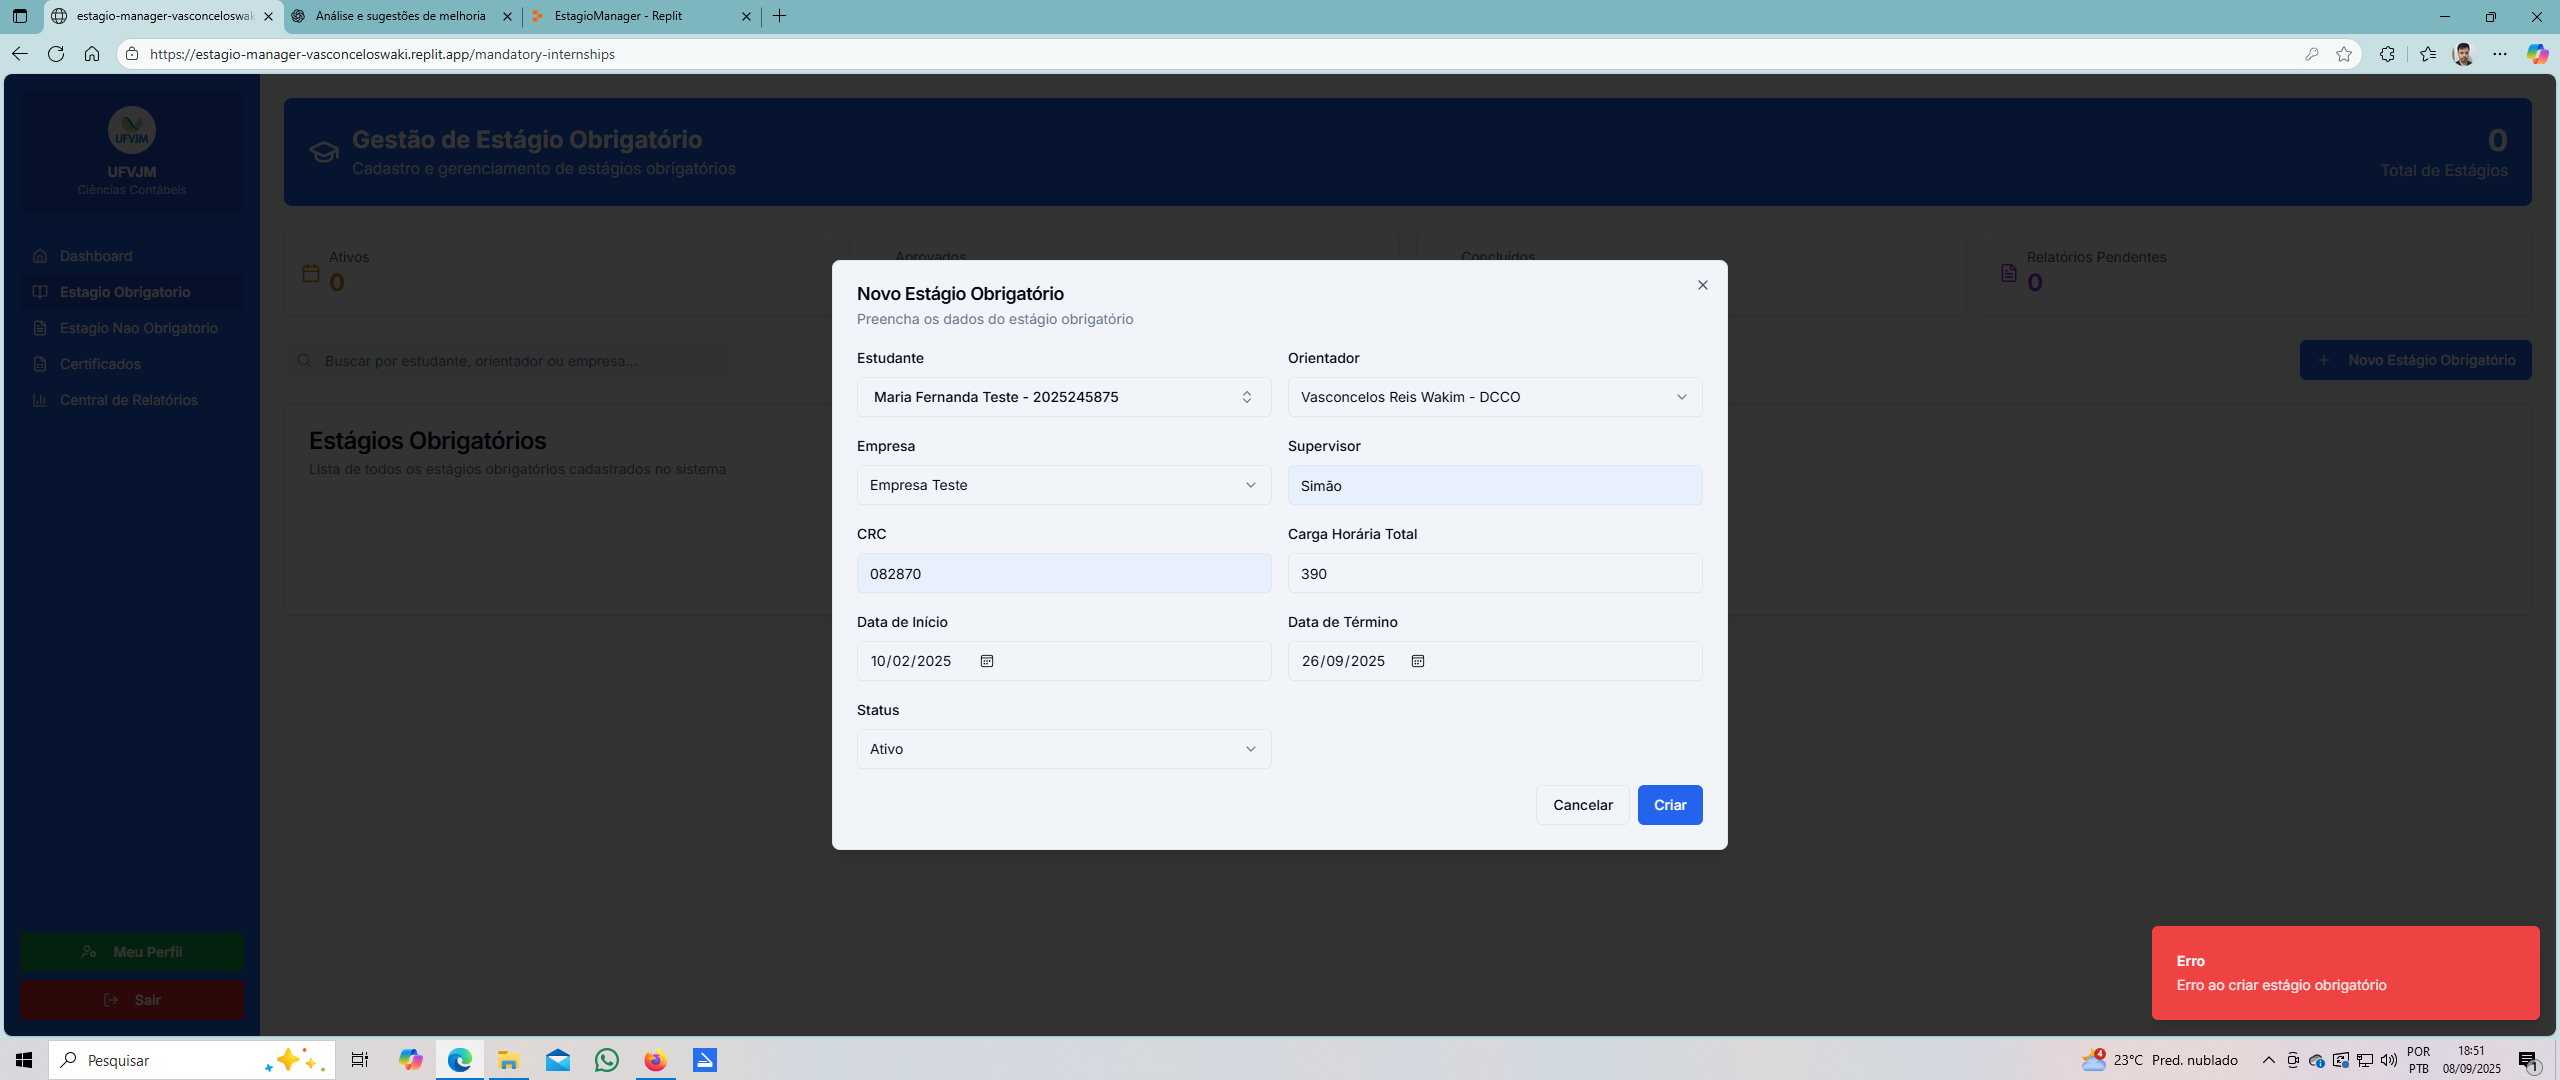 estagio-manager-vasconceloswak
Análise e sugestões de melhoria
EstagioManager - Replit
https://estagio-manager-vasconceloswaki.replit.app/mandatory-internships
UFVJM
UFVJM
Ciências Contábeis
Dashboard
Estagio Obrigatorio
Estagio Nao Obrigatorio
Certificados
Central de Relatórios
Meu Perfil
Sair
Gestão de Estágio Obrigatório
Cadastro e gerenciamento de estágios obrigatórios
0
Total de Estágios
Ativos
0
Aprovados
Concluídos
Relatórios Pendentes
0
Buscar por estudante, orientador ou empresa...
Novo Estágio Obrigatório
Estágios Obrigatórios
Lista de todos os estágios obrigatórios cadastrados no sistema
Novo Estágio Obrigatório
Preencha os dados do estágio obrigatório
Estudante
Maria Fernanda Teste - 2025245875
Orientador
Vasconcelos Reis Wakim - DCCO
Empresa
Empresa Teste
Supervisor
Simão
CRC
082870
Carga Horária Total
390
Data de Início
10/02/2025
Data de Término
26/09/2025
Status
Ativo
Cancelar
Criar
Erro
Erro ao criar estágio obrigatório
Pesquisar
4
23°C Pred. nublado
POR
PTB
18:51
08/09/2025
1